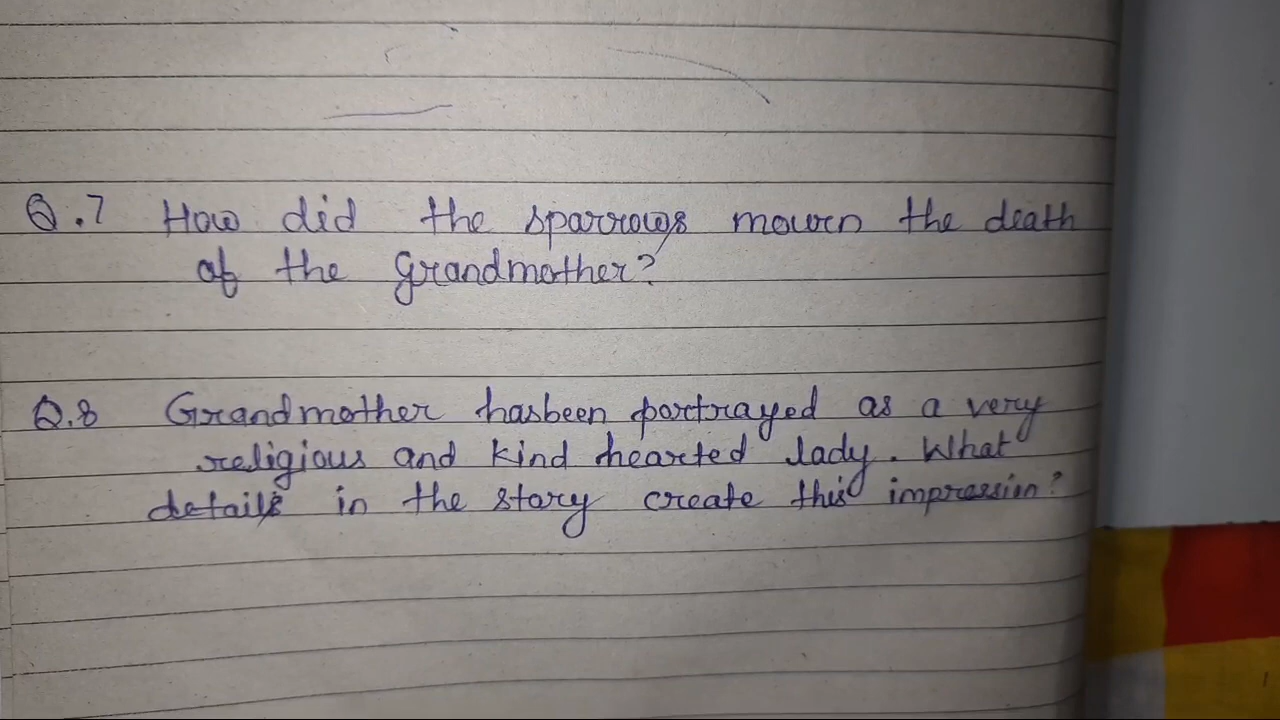 Q.7 How did the sparrows mourn the death
of the Grandmother?
Q.8 Grandmother hasbeen portrayed as a very
religious and kind hearted lady. What
details in the story create this impression?